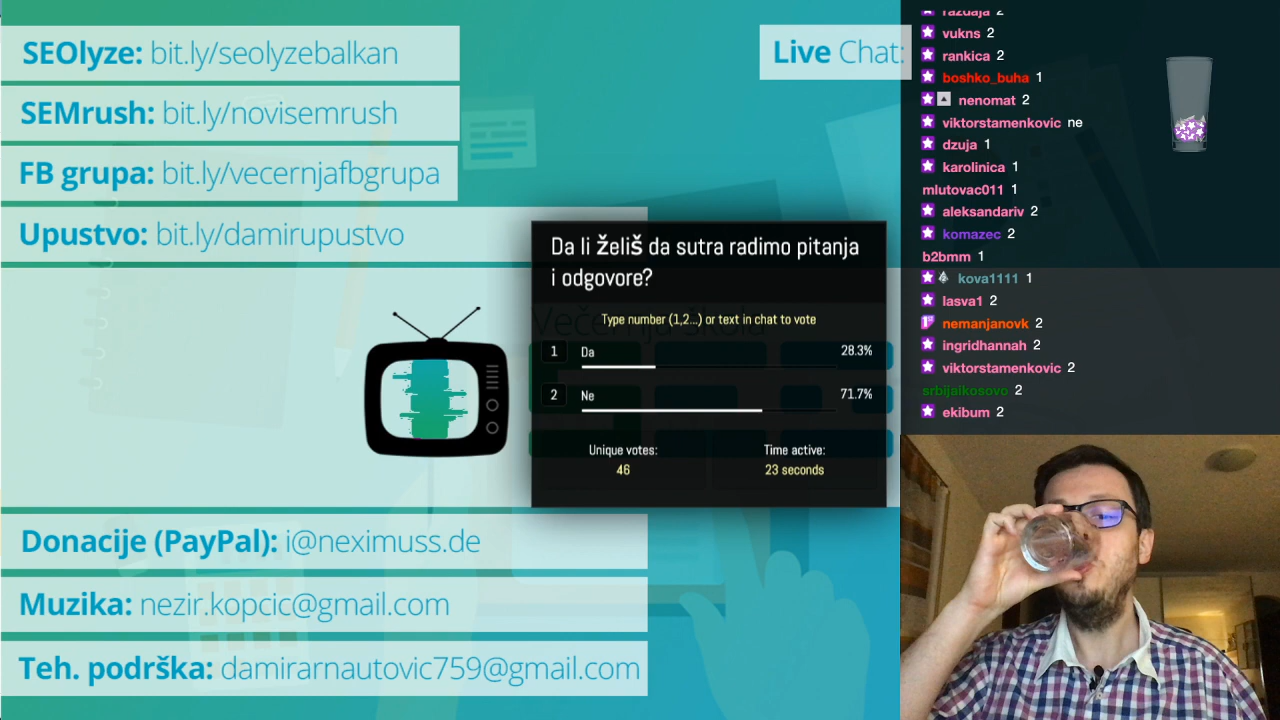 SEOlyze: bit.ly/seolyzebalkan
SEMrush: bit.ly/novisemrush
FB grupa: bit.ly/vecernjafbgrupa
Upustvo: bit.ly/damirupustvo
Live Chat:
Da li želiš da sutra radimo pitanja
i odgovore?
Type number (1,2...) or text in chat to vote
1 Da 28.3%
2 Ne 71.7%
Unique votes: Time active:
46 23 seconds
Donacije (PayPal): i@neximuss.de
Muzika: nezir.kopcic@gmail.com
Teh. podrška: damirarnautovic759@gmail.com
razdaja 2
vukns 2
rankica 2
boshko_buha 1
nenomat 2
viktorstamenkovic ne
dzuja 1
karolinica 1
mlutovac011 1
aleksandariv 2
komazec 2
b2bmm 1
kova1111 1
lasva1 2
nemanjanovk 2
ingridhannah 2
viktorstamenkovic 2
srbijalkosovo 2
ekibum 2